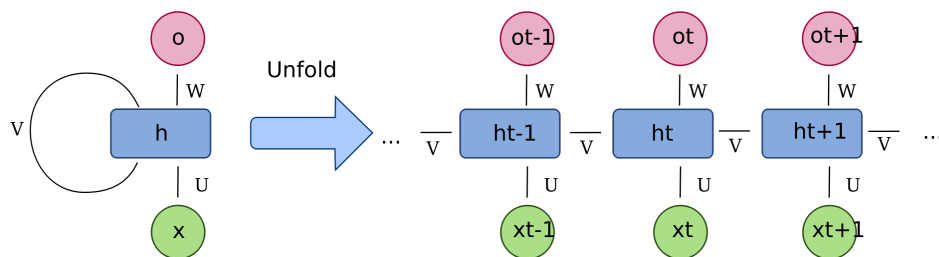 o
W
V
h
U
x
Unfold
...
V
ot-1
W
ht-1
U
xt-1
V
ot
W
ht
U
xt
V
ot+1
W
ht+1
U
xt+1
V
...